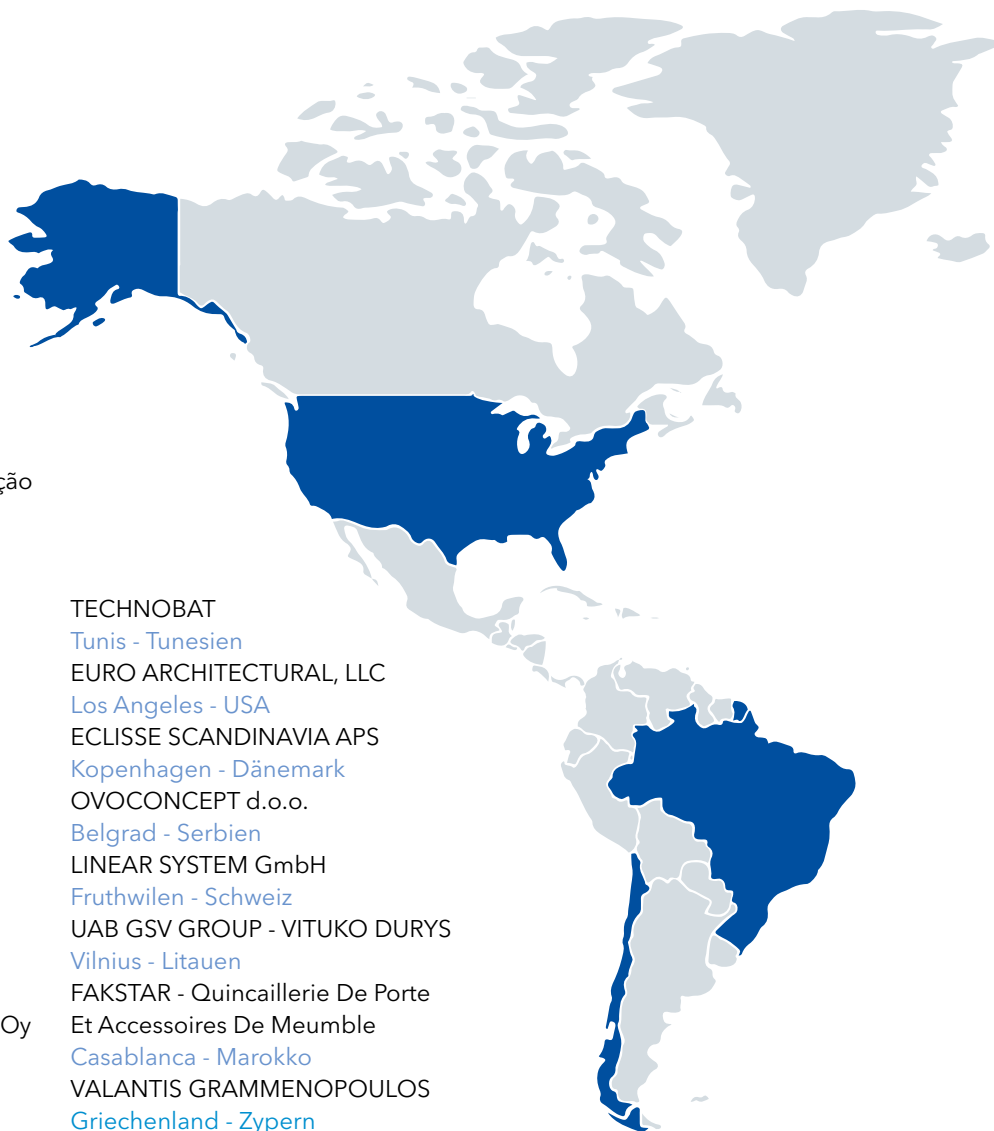 ção
TECHNOBAT
Tunis - Tunesien
EURO ARCHITECTURAL, LLC
Los Angeles - USA
ECLISSE SCANDINAVIA APS
Kopenhagen - Dänemark
OVOCONCEPT d.o.o.
Belgrad - Serbien
LINEAR SYSTEM GmbH
Fruthwilen - Schweiz
UAB GSV GROUP - VITUKO DURYS
Vilnius - Litauen
FAKSTAR - Quincaillerie De Porte
Oy
Et Accessoires De Meumble
Casablanca - Marokko
VALANTIS GRAMMENOPOULOS
Griechenland - Zypern